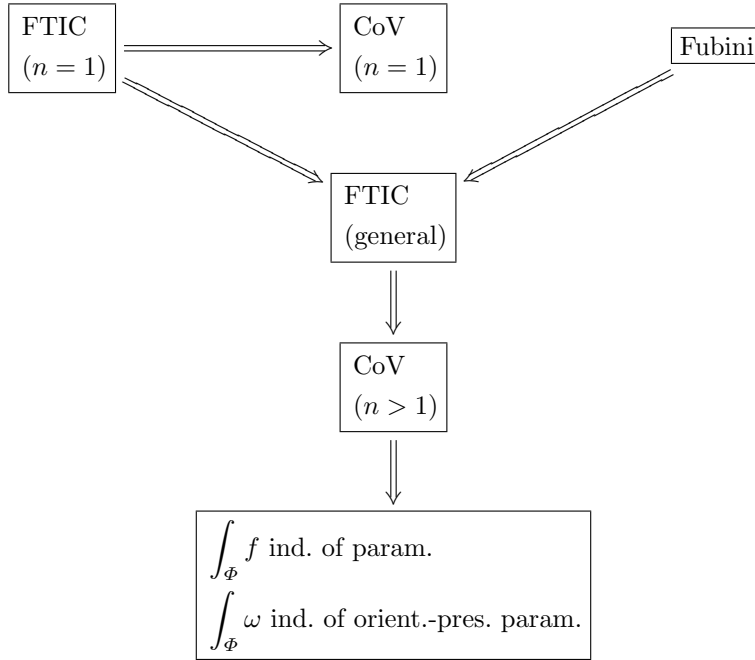 FTIC
(n = 1)
CoV
(n = 1)
Fubini
FTIC
(general)
CoV
(n > 1)
∫_Φ f ind. of param.
∫_Φ ω ind. of orient.-pres. param.